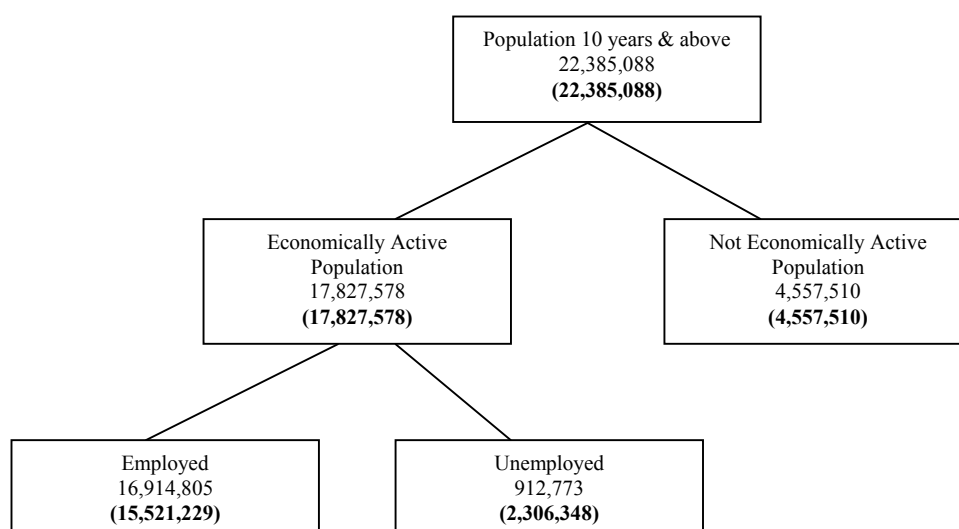 Population 10 years & above
22,385,088
(22,385,088)
Economically Active
Population
17,827,578
(17,827,578)
Not Economically Active
Population
4,557,510
(4,557,510)
Employed
16,914,805
(15,521,229)
Unemployed
912,773
(2,306,348)